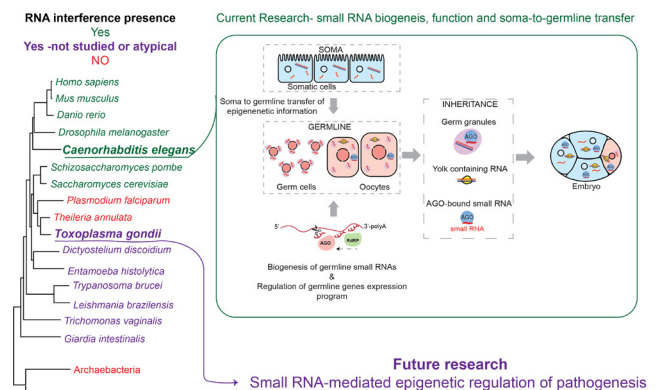 RNA interference presence
Yes
Yes -not studied or atypical
NO
Homo sapiens
Mus musculus
Danio rerio
Drosophila melanogaster
Caenorhabditis elegans
Schizosaccharomyces pombe
Saccharomyces cerevisiae
Plasmodium falciparum
Theileria annulata
Toxoplasma gondii
Dictyostelium discoidium
Entamoeba histolytica
Trypanosoma brucei
Leishmania brazilensis
Trichomonas vaginalis
Giardia intestinalis
Archaebacteria
Current Research- small RNA biogeneis, function and soma-to-germline transfer
SOMA
Somatic cells
Soma to germline transfer of
epigenenetic information
GERMLINE
Germ cells
Oocytes
5'
3'-polyA
AGO
AGO
RdRP
Biogenesis of germline small RNAs
&
Regulation of germline genes expression
program
INHERITANCE
Germ granules
AGO
Yolk containing RNA
AGO-bound small RNA
AGO
small RNA
Embryo
Future research
Small RNA-mediated epigenetic regulation of pathogenesis